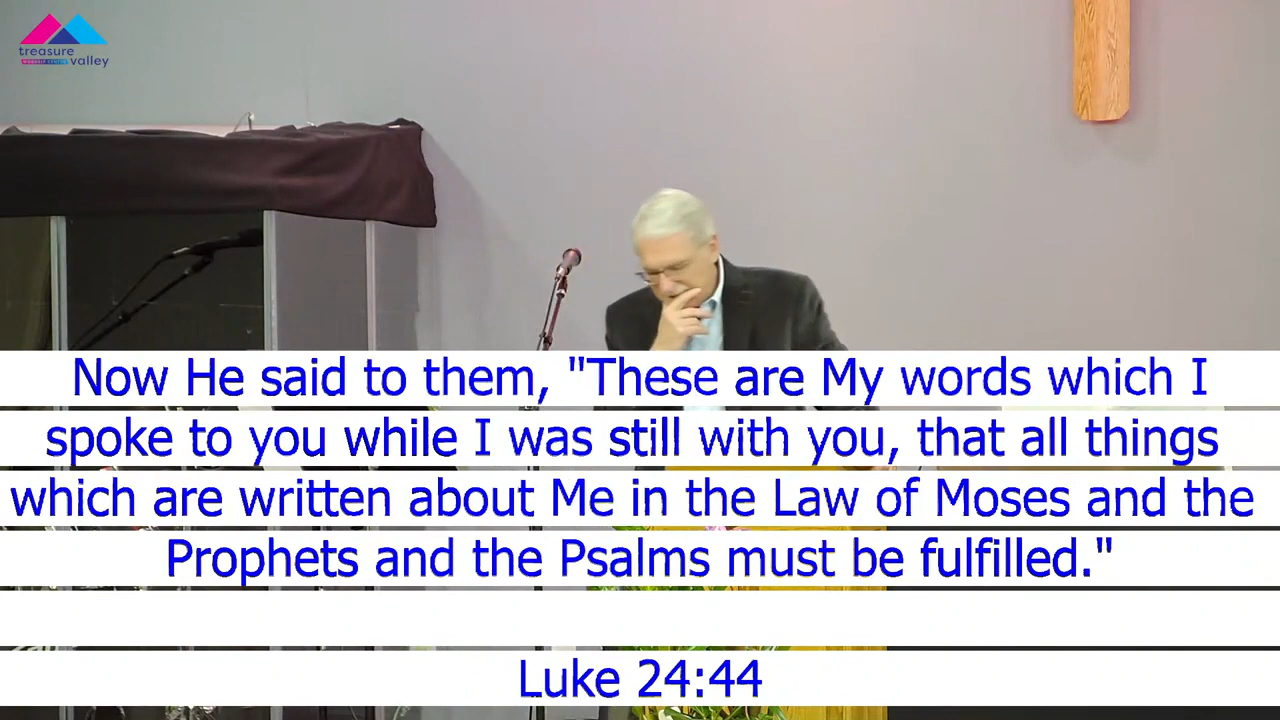 treasure
WORSHIP CENTER
valley
Now He said to them, "These are My words which I
spoke to you while I was still with you, that all things
which are written about Me in the Law of Moses and the
Prophets and the Psalms must be fulfilled."
Luke 24:44